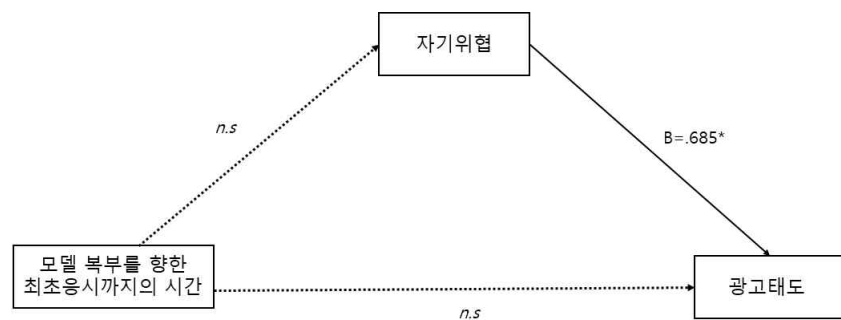 자기위협
n.s
B=.685*
모델 복부를 향한
최초응시까지의 시간
광고태도
n.s